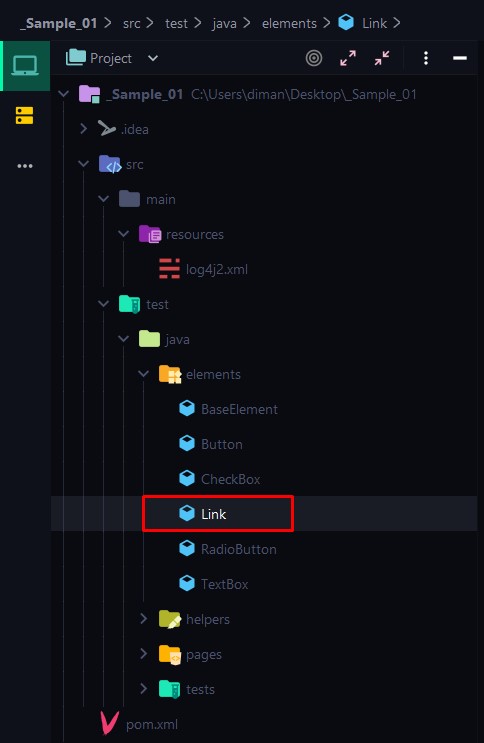 _Sample_01 > src > test > java > elements > Link >
Project
_Sample_01 C:\Users\diman\Desktop\_Sample_01
.idea
src
main
resources
log4j2.xml
test
java
elements
BaseElement
Button
CheckBox
Link
RadioButton
TextBox
helpers
pages
tests
pom.xml